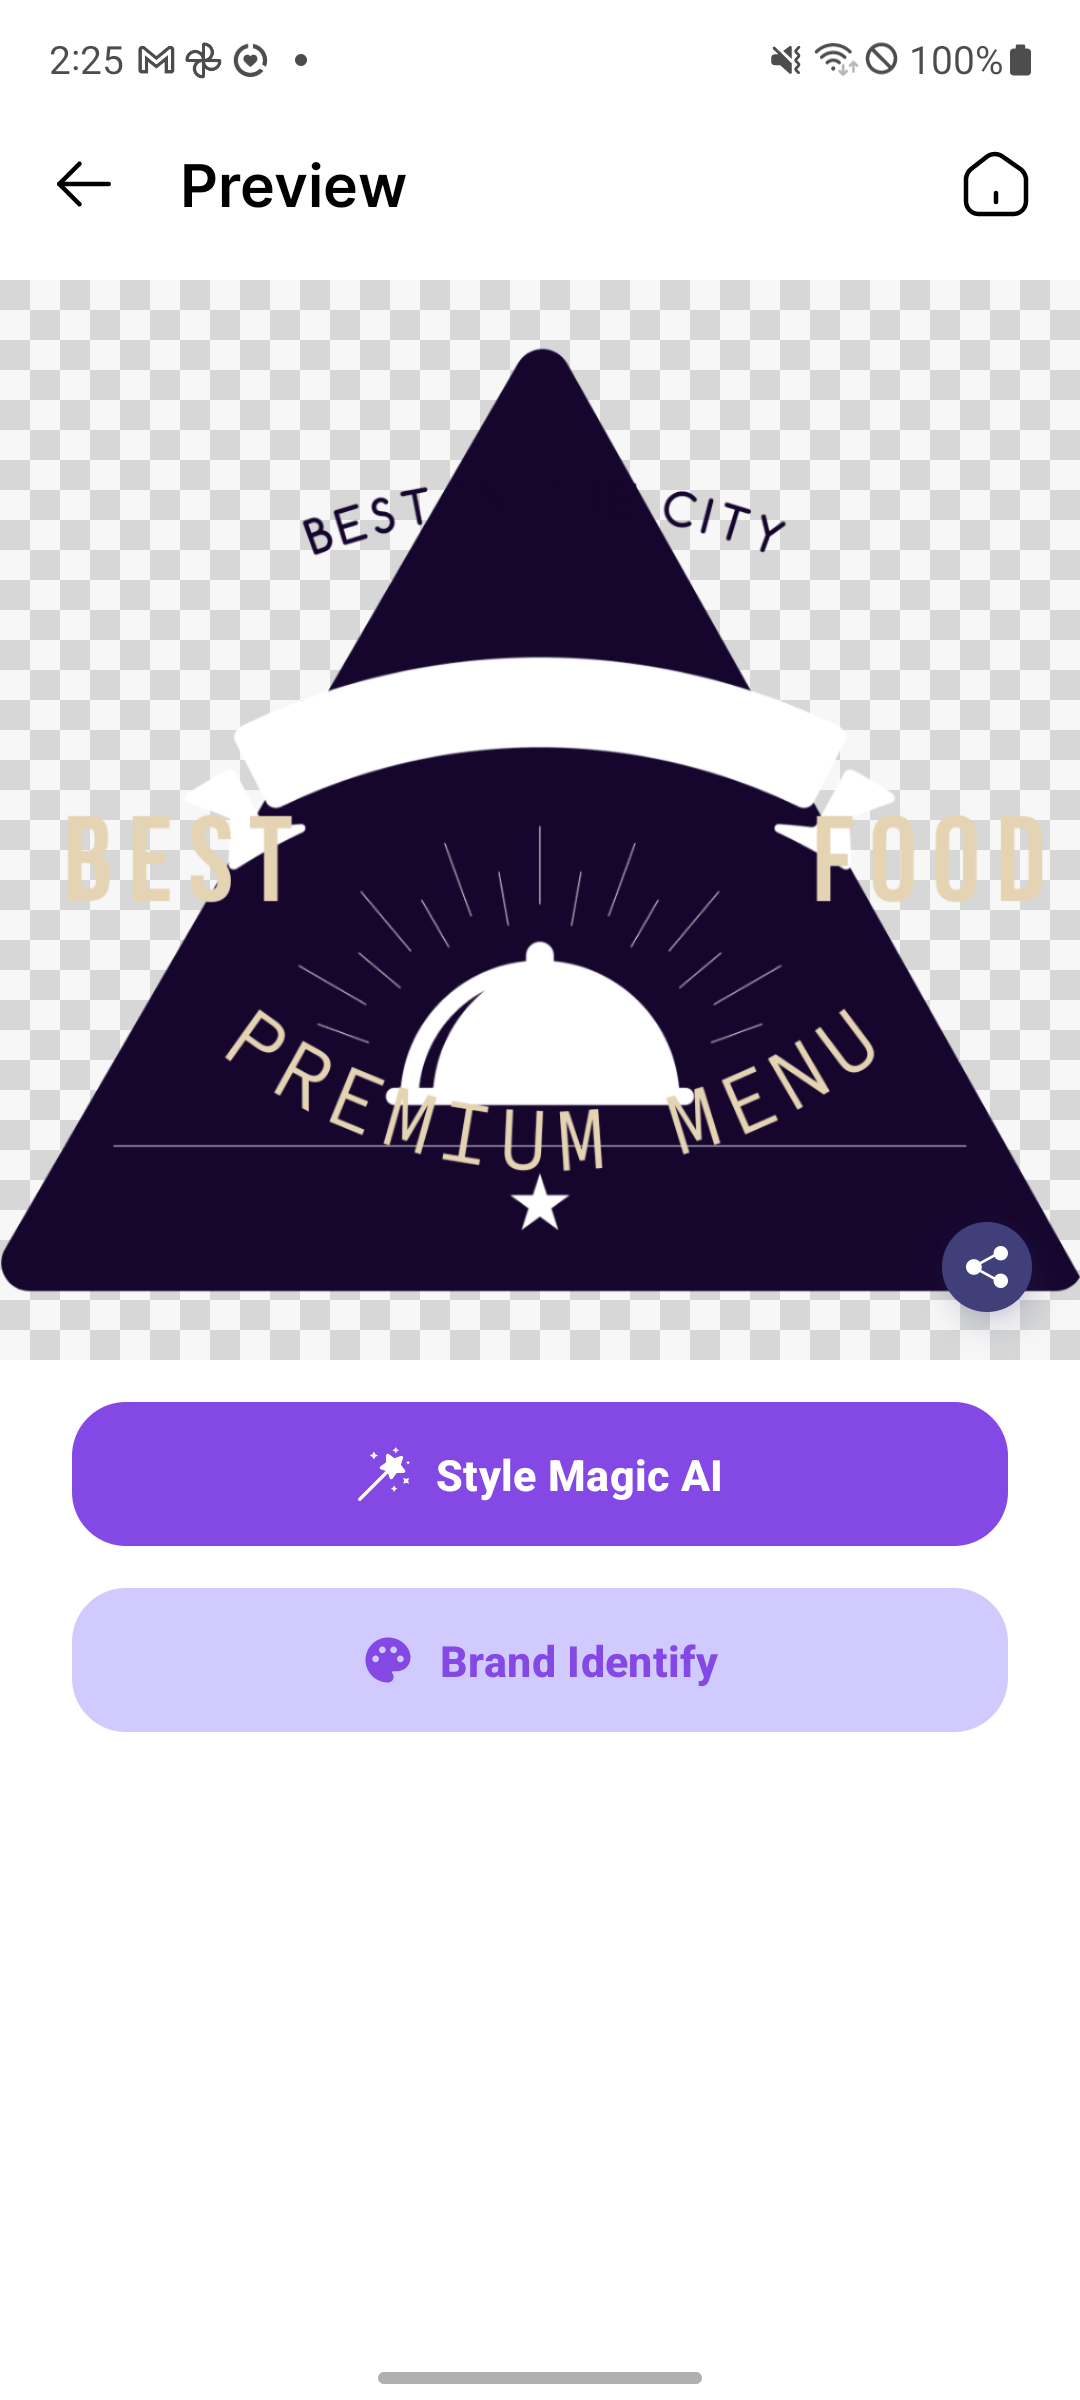 2:25
100%
Preview
BEST CITY
BEST FOOD
PREMIUM MENU
Style Magic AI
Brand Identify